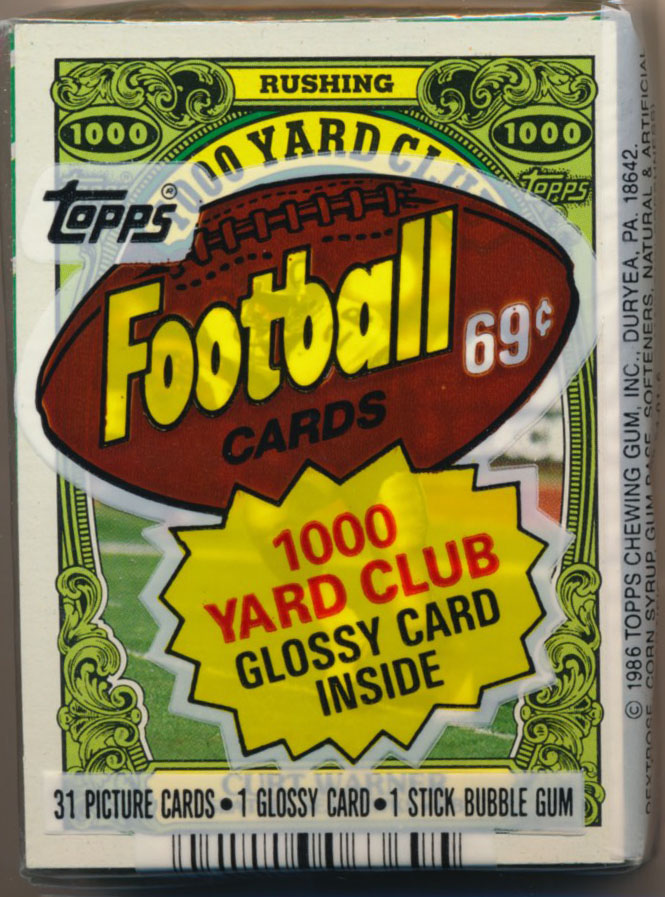 RUSHING
1000
1000
1000 YARD CLUB
Topps®
Topps
Football
69¢
CARDS
1000
YARD CLUB
GLOSSY CARD
INSIDE
CURT WARNER
31 PICTURE CARDS • 1 GLOSSY CARD • 1 STICK BUBBLE GUM
© 1986 TOPPS CHEWING GUM, INC., DURYEA, PA. 18642.
DEXTROSE, CORN SYRUP, GUM BASE, SOFTENERS, NATURAL & ARTIFICIAL